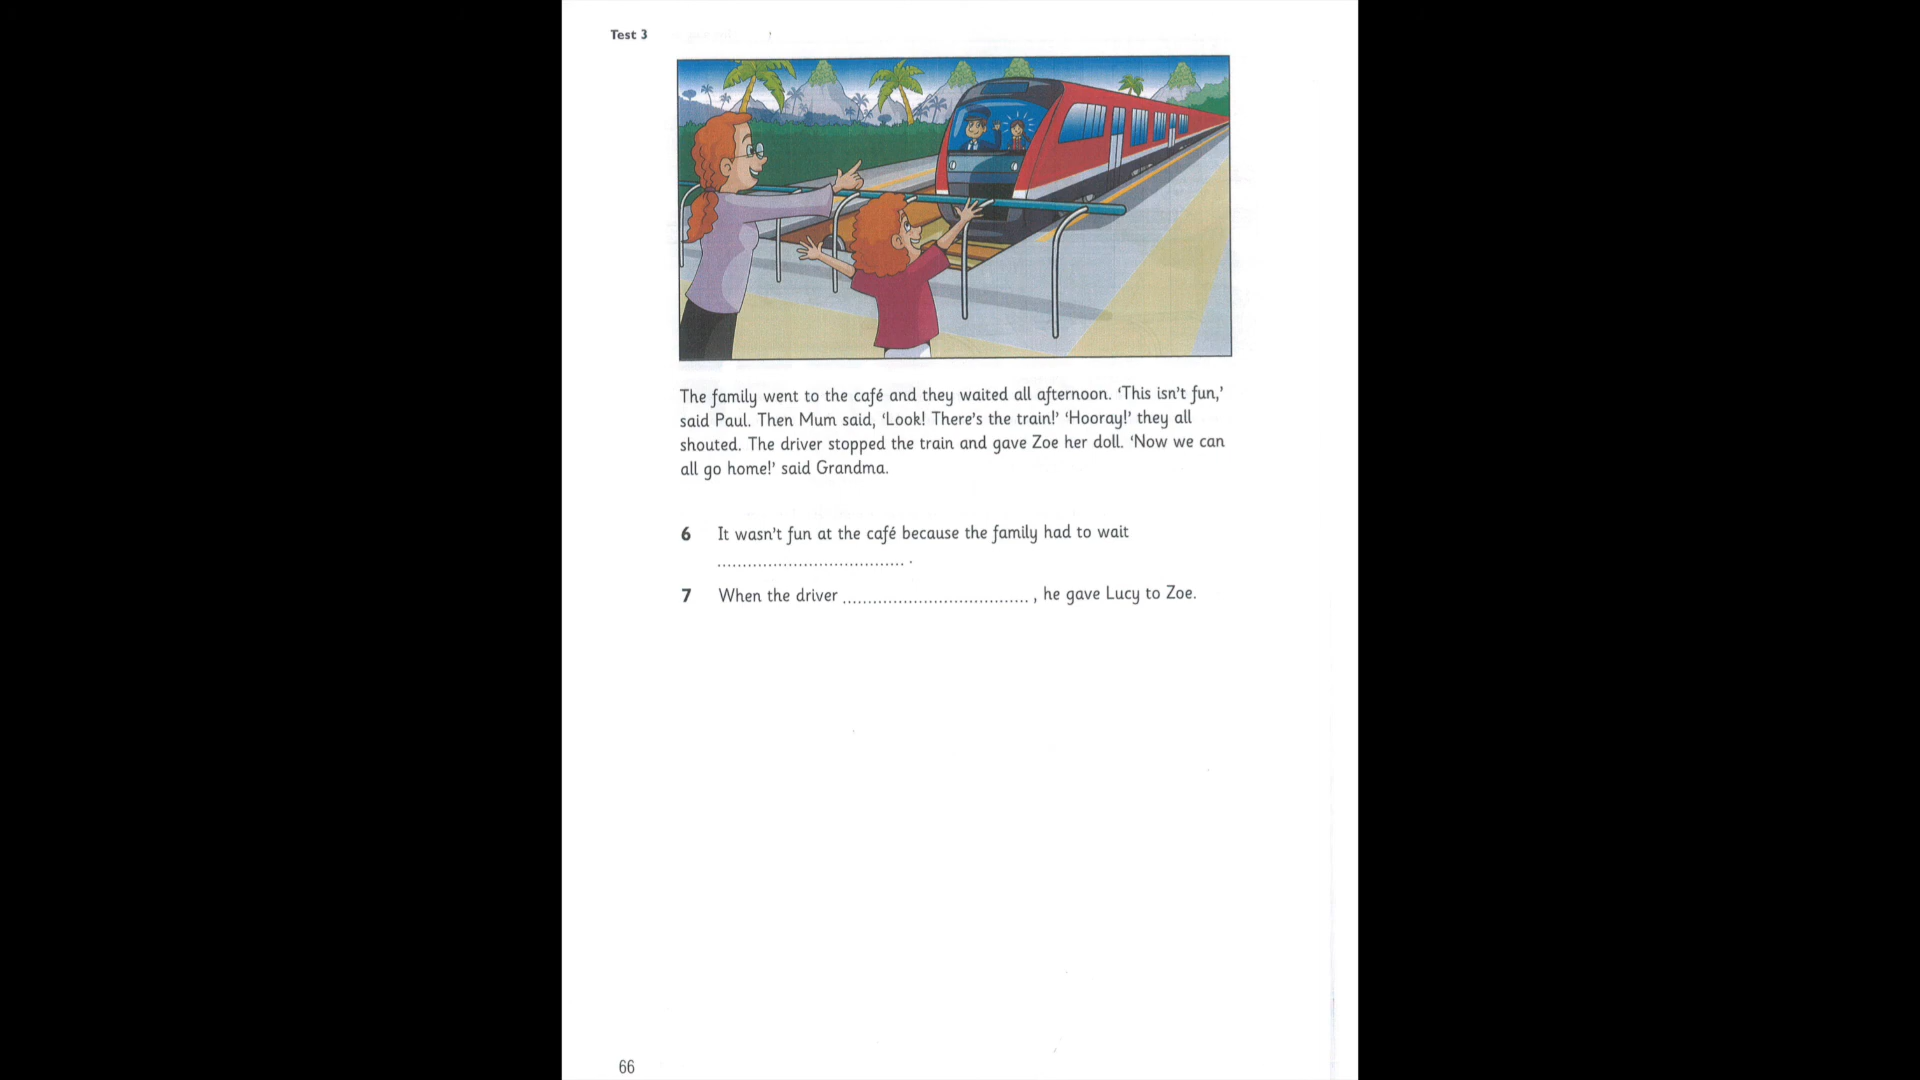 Test 3
The family went to the café and they waited all afternoon. ‘This isn’t fun,’
said Paul. Then Mum said, ‘Look! There’s the train!’ ‘Hooray!’ they all
shouted. The driver stopped the train and gave Zoe her doll. ‘Now we can
all go home!’ said Grandma.
6 It wasn’t fun at the café because the family had to wait
..................................... .
7 When the driver ..................................... , he gave Lucy to Zoe.
66